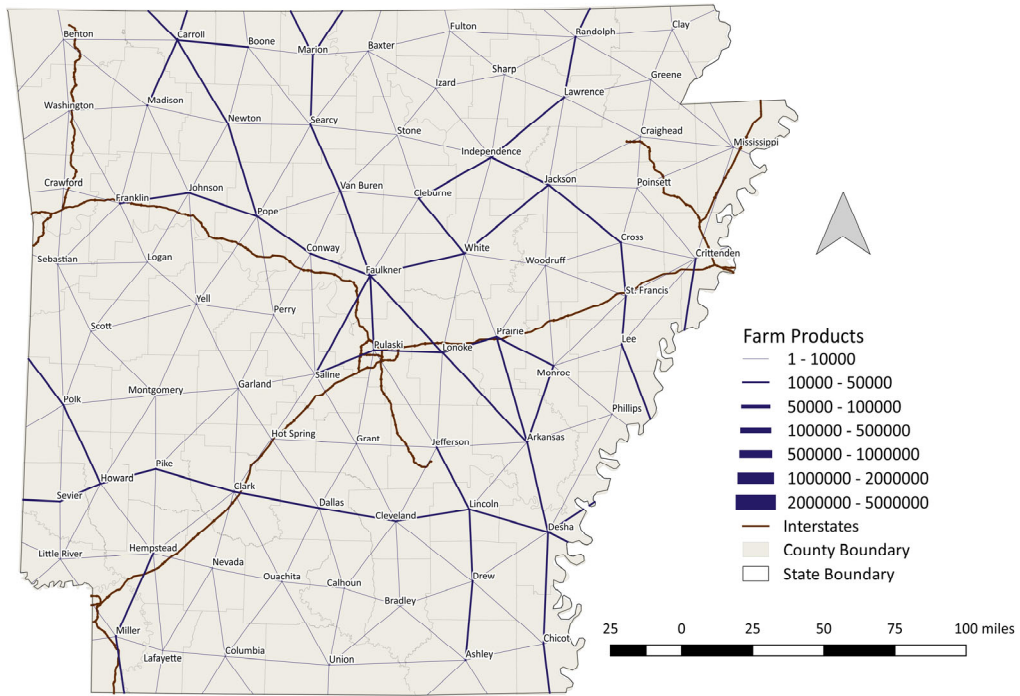 Benton
Carroll
Boone
Marion
Baxter
Fulton
Randolph
Clay
Washington
Madison
Newton
Searcy
Stone
Izard
Sharp
Lawrence
Greene
Craighead
Mississippi
Crawford
Franklin
Johnson
Pope
Van Buren
Cleburne
Independence
Jackson
Poinsett
Sebastian
Logan
Conway
Faulkner
White
Woodruff
Cross
Crittenden
Scott
Yell
Perry
Pulaski
Lonoke
Prairie
St. Francis
Lee
Polk
Montgomery
Garland
Saline
Monroe
Phillips
Hot Spring
Grant
Jefferson
Arkansas
Sevier
Howard
Pike
Clark
Dallas
Cleveland
Lincoln
Desha
Little River
Hempstead
Nevada
Ouachita
Calhoun
Bradley
Drew
Miller
Lafayette
Columbia
Union
Ashley
Chicot
Farm Products
1 - 10000
10000 - 50000
50000 - 100000
100000 - 500000
500000 - 1000000
1000000 - 2000000
2000000 - 5000000
Interstates
County Boundary
State Boundary
25 0 25 50 75 100 miles